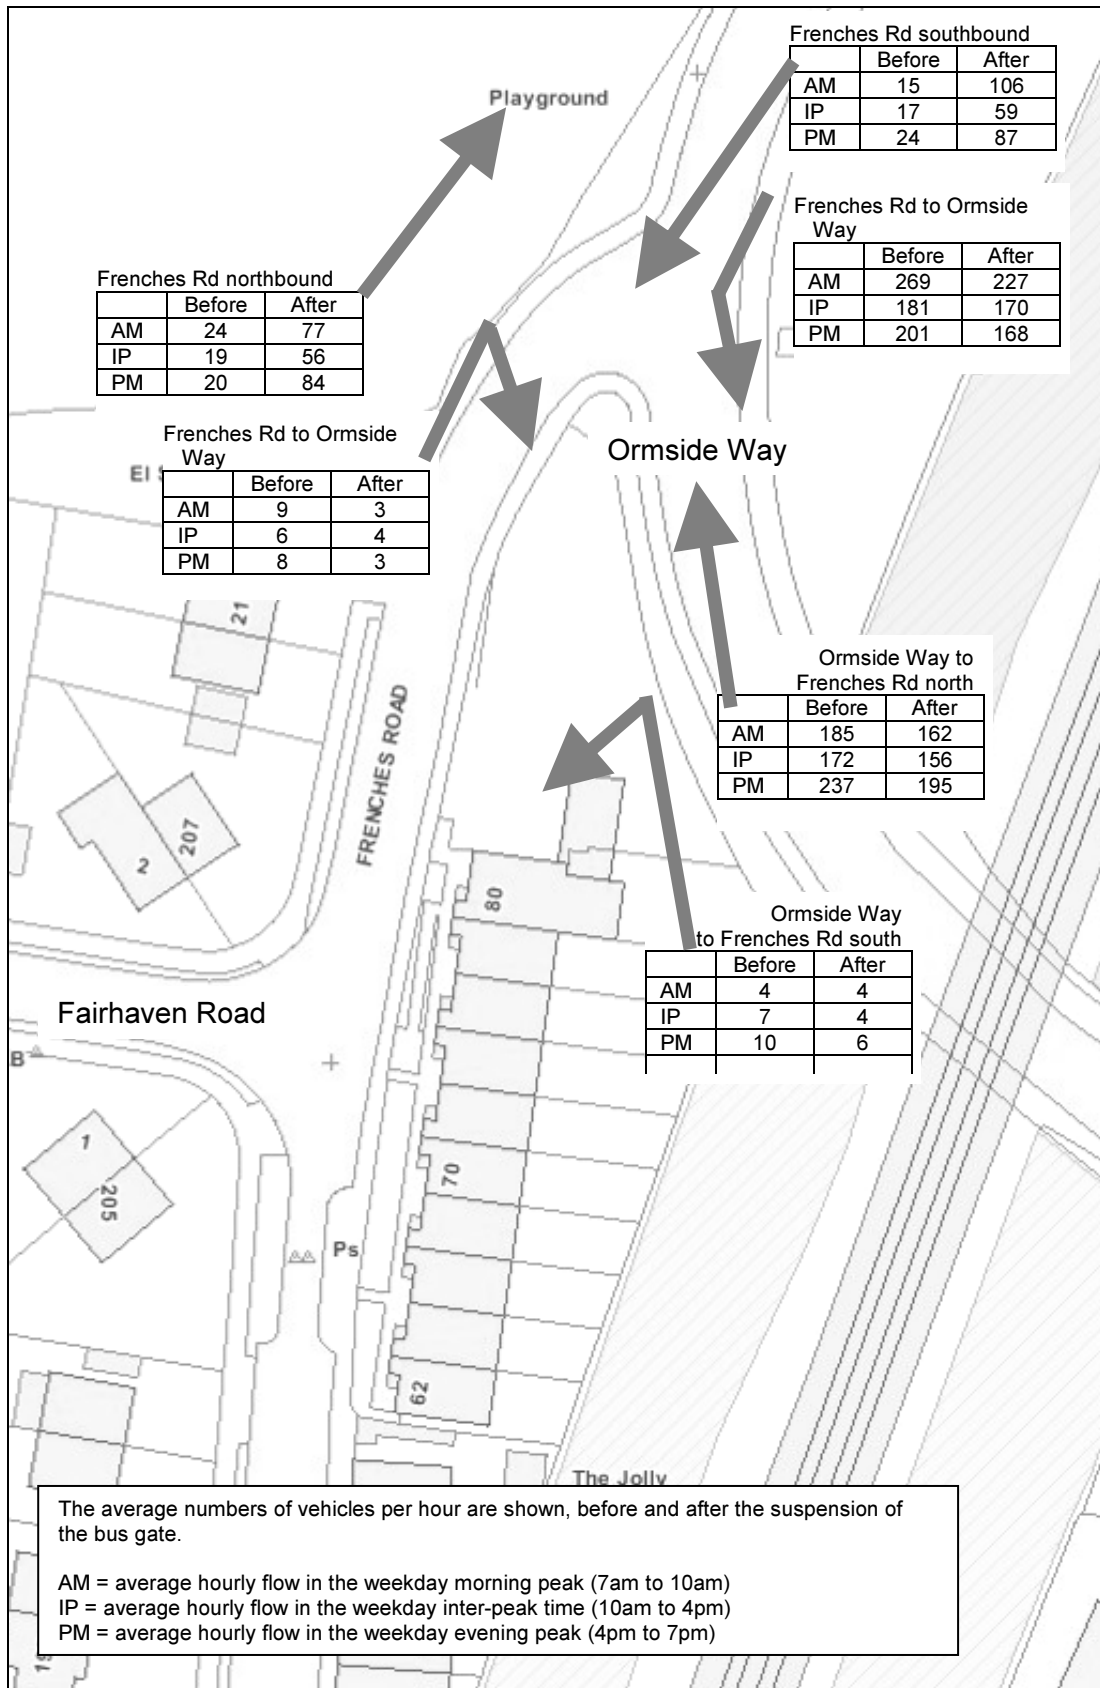 Frenches Rd southbound
Before After
AM 15 106
IP 17 59
PM 24 87
Playground
Frenches Rd to Ormside
Way
Before After
AM 269 227
IP 181 170
PM 201 168
Frenches Rd northbound
Before After
AM 24 77
IP 19 56
PM 20 84
Frenches Rd to Ormside
Way
Before After
AM 9 3
IP 6 4
PM 8 3
El S
Ormside Way
21
FRENCHES ROAD
207
2
Ormside Way to
Frenches Rd north
Before After
AM 185 162
IP 172 156
PM 237 195
80
Ormside Way
to Frenches Rd south
Before After
AM 4 4
IP 7 4
PM 10 6
Fairhaven Road
B
1
205
70
Ps
62
The Jolly
The average numbers of vehicles per hour are shown, before and after the suspension of
the bus gate.
AM = average hourly flow in the weekday morning peak (7am to 10am)
IP = average hourly flow in the weekday inter-peak time (10am to 4pm)
PM = average hourly flow in the weekday evening peak (4pm to 7pm)